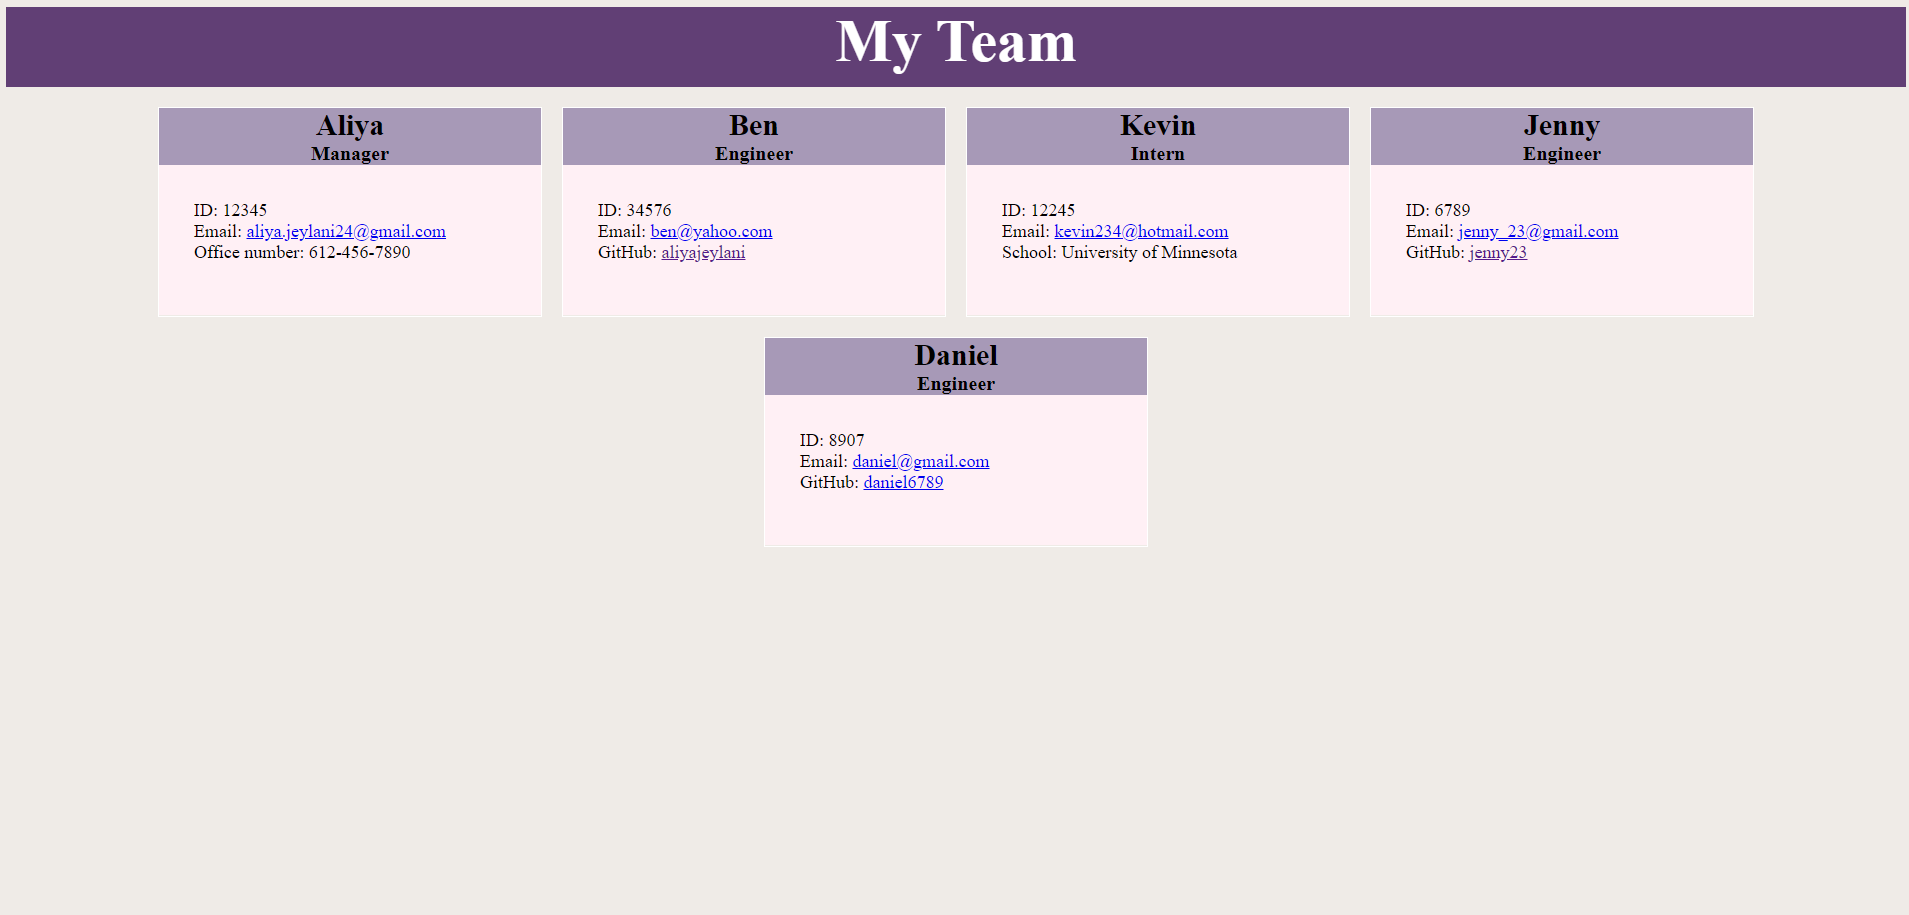 My Team
Aliya
Manager
ID: 12345
Email: aliya.jeylani24@gmail.com
Office number: 612-456-7890
Ben
Engineer
ID: 34576
Email: ben@yahoo.com
GitHub: aliyajeylani
Kevin
Intern
ID: 12245
Email: kevin234@hotmail.com
School: University of Minnesota
Jenny
Engineer
ID: 6789
Email: jenny_23@gmail.com
GitHub: jenny23
Daniel
Engineer
ID: 8907
Email: daniel@gmail.com
GitHub: daniel6789